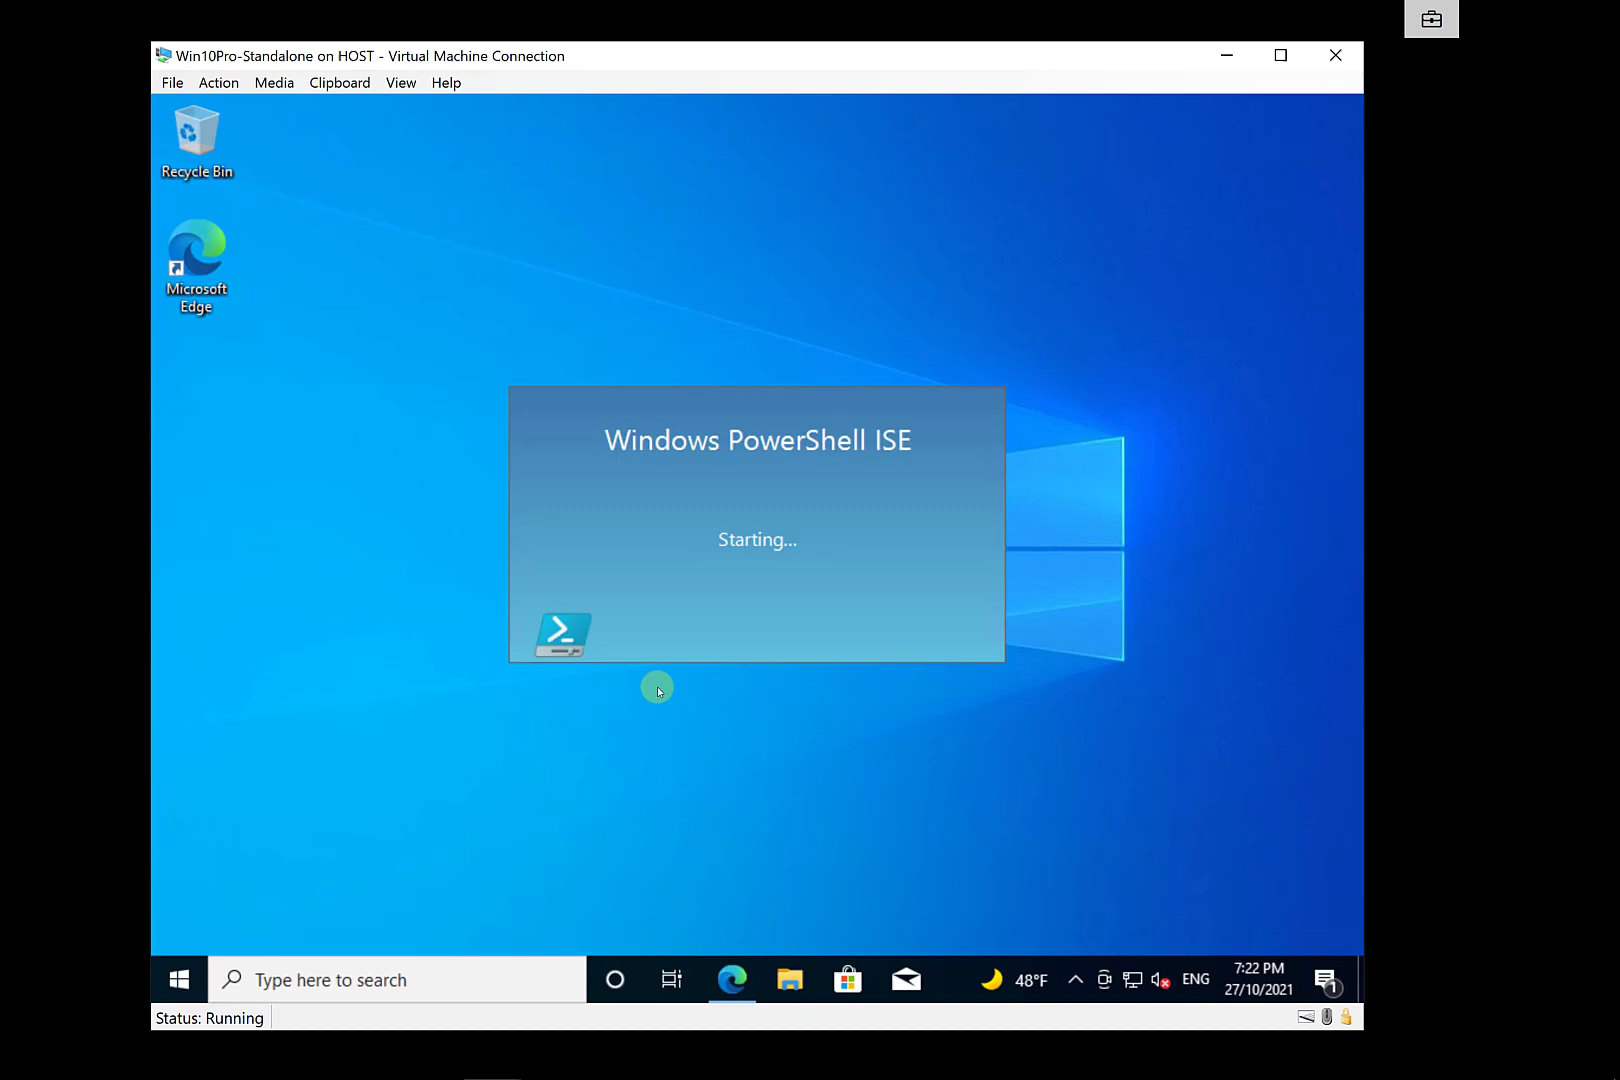 Win10Pro-Standalone on HOST - Virtual Machine Connection
File Action Media Clipboard View Help
Recycle Bin
Microsoft
Edge
Windows PowerShell ISE
Starting...
Type here to search
48°F
ENG
7:22 PM
27/10/2021
1
Status: Running